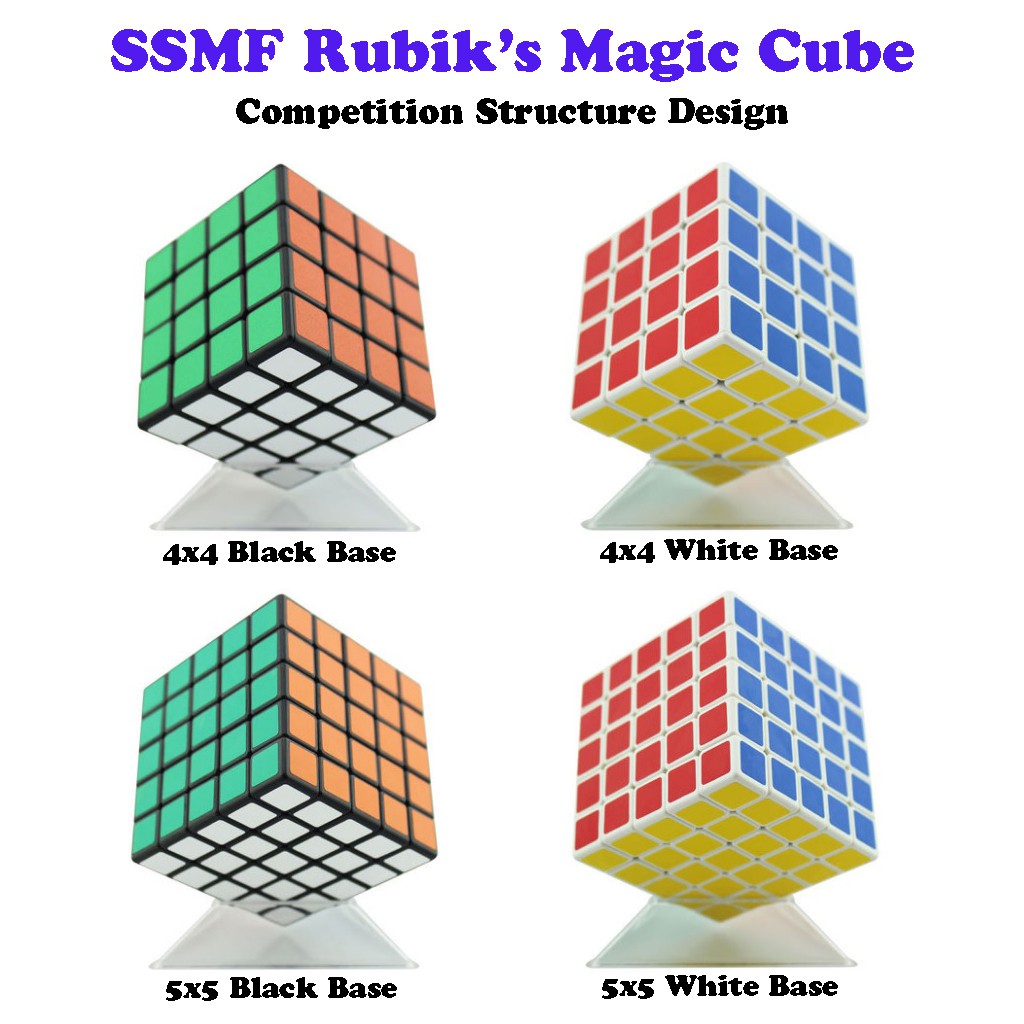 SSMF Rubik’s Magic Cube
Competition Structure Design
4x4 Black Base
4x4 White Base
5x5 Black Base
5x5 White Base